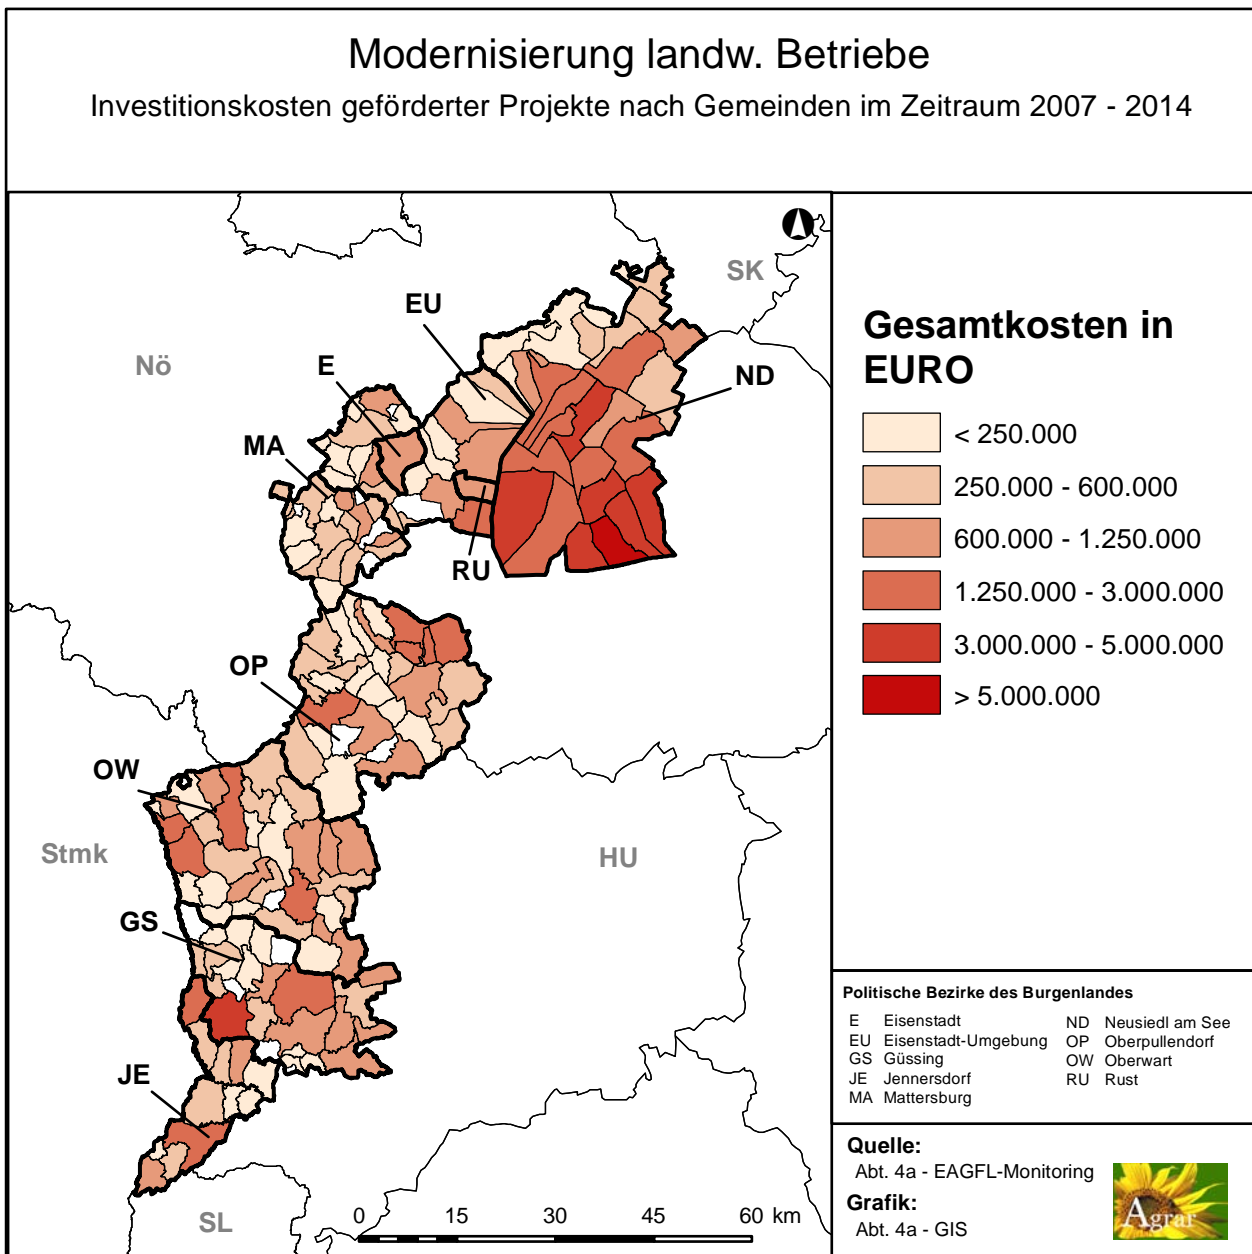 Modernisierung landw. Betriebe
Investitionskosten geförderter Projekte nach Gemeinden im Zeitraum 2007 - 2014
SK
EU
Nö
E
ND
MA
RU
OP
OW
Stmk
HU
GS
JE
SL
0 15 30 45 60 km
Gesamtkosten in
EURO
< 250.000
250.000 - 600.000
600.000 - 1.250.000
1.250.000 - 3.000.000
3.000.000 - 5.000.000
> 5.000.000
Politische Bezirke des Burgenlandes
E Eisenstadt
EU Eisenstadt-Umgebung
GS Güssing
JE Jennersdorf
MA Mattersburg
ND Neusiedl am See
OP Oberpullendorf
OW Oberwart
RU Rust
Quelle:
Abt. 4a - EAGFL-Monitoring
Grafik:
Abt. 4a - GIS
Agrar